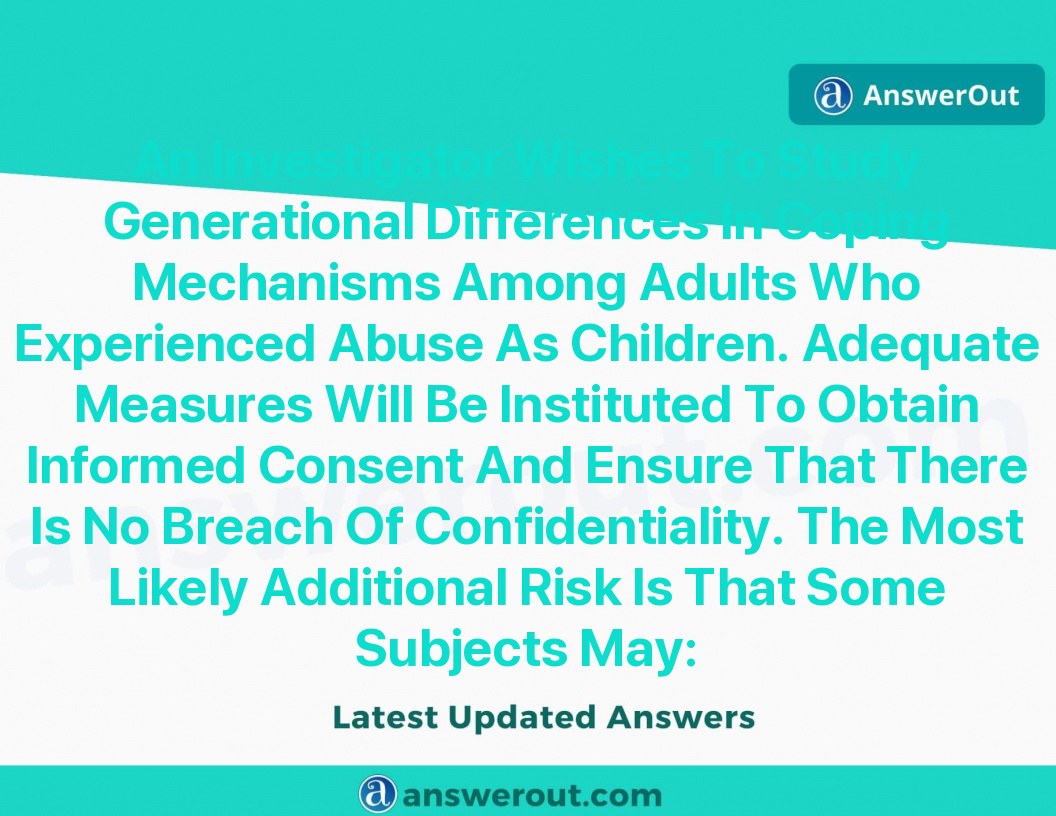 AnswerOut
An Investigator Wishes To Study
Generational Differences In Coping
Mechanisms Among Adults Who
Experienced Abuse As Children. Adequate
Measures Will Be Instituted To Obtain
Informed Consent And Ensure That There
Is No Breach Of Confidentiality. The Most
Likely Additional Risk Is That Some
Subjects May:
answerout.com
Latest Updated Answers
answerout.com